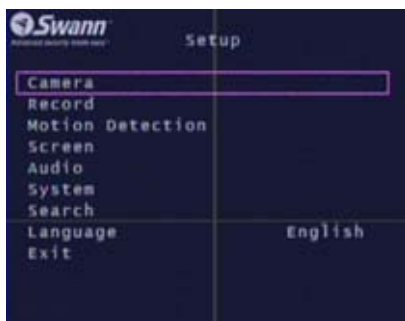 Swann
Advanced security made easy
Setup
Camera
Record
Motion Detection
Screen
Audio
System
Search
Language English
Exit